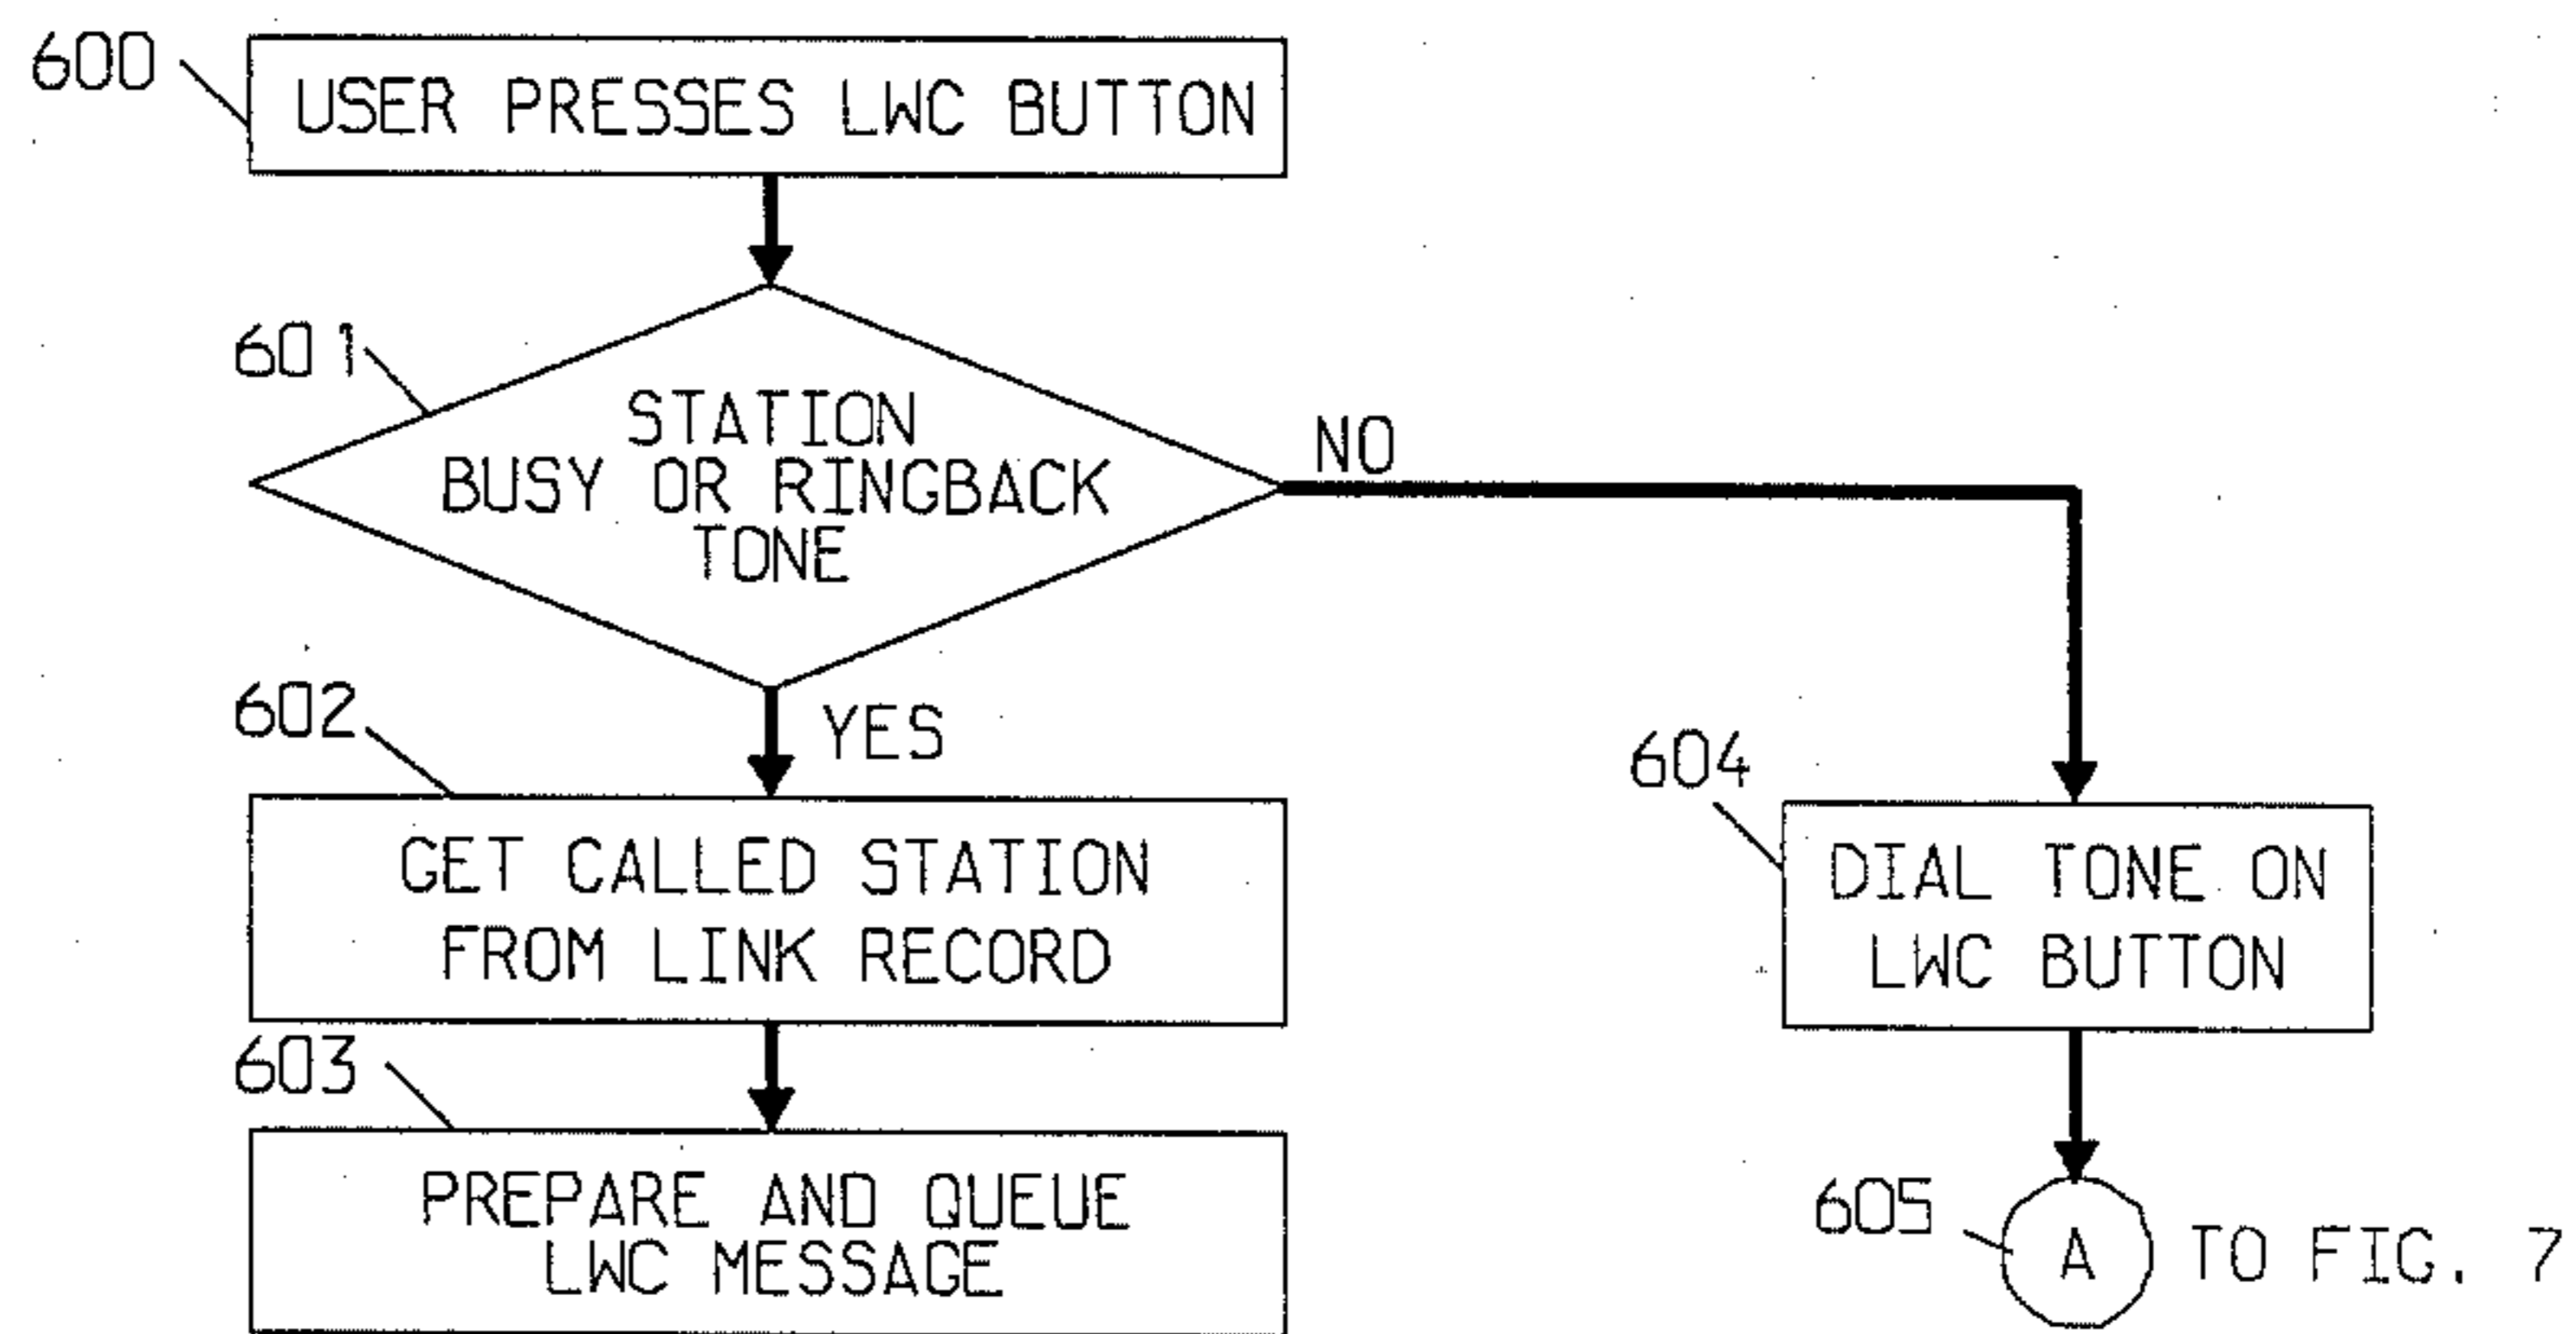 600
USER PRESSES LWC BUTTON
601
STATION
BUSY OR RINGBACK
TONE
NO
YES
602
GET CALLED STATION
FROM LINK RECORD
603
PREPARE AND QUEUE
LWC MESSAGE
604
DIAL TONE ON
LWC BUTTON
605
A TO FIG. 7